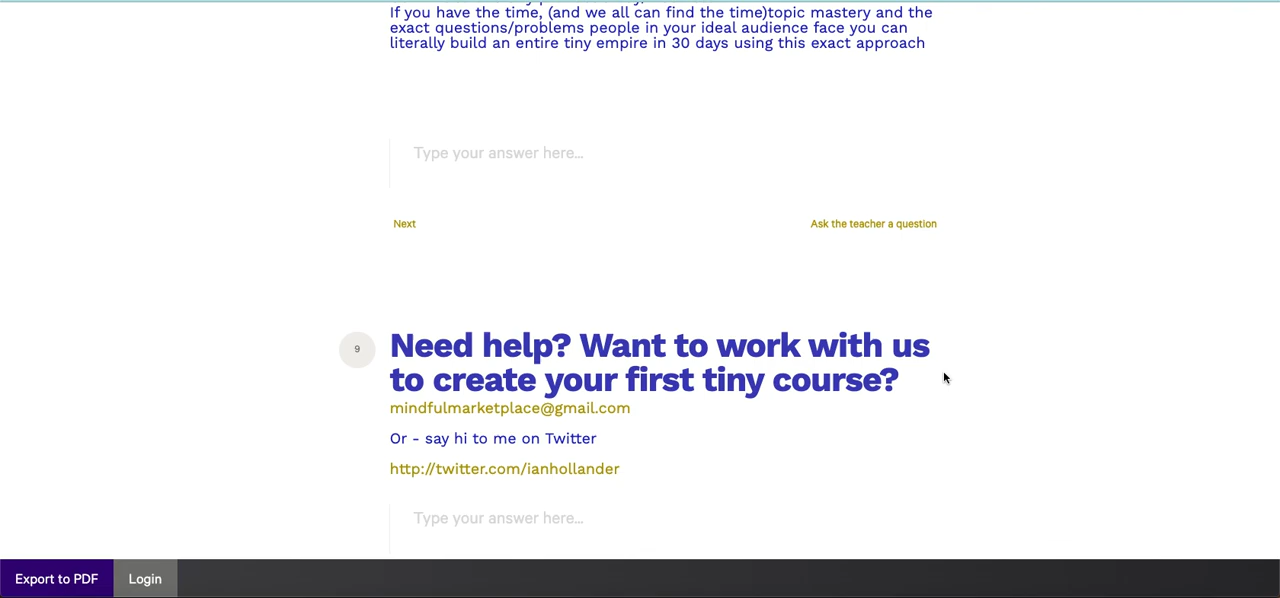 If you have the time, (and we all can find the time)topic mastery and the
exact questions/problems people in your ideal audience face you can
literally build an entire tiny empire in 30 days using this exact approach
Type your answer here...
Next
Ask the teacher a question
9
Need help? Want to work with us
to create your first tiny course?
mindfulmarketplace@gmail.com
Or - say hi to me on Twitter
http://twitter.com/ianhollander
Type your answer here...
Export to PDF
Login